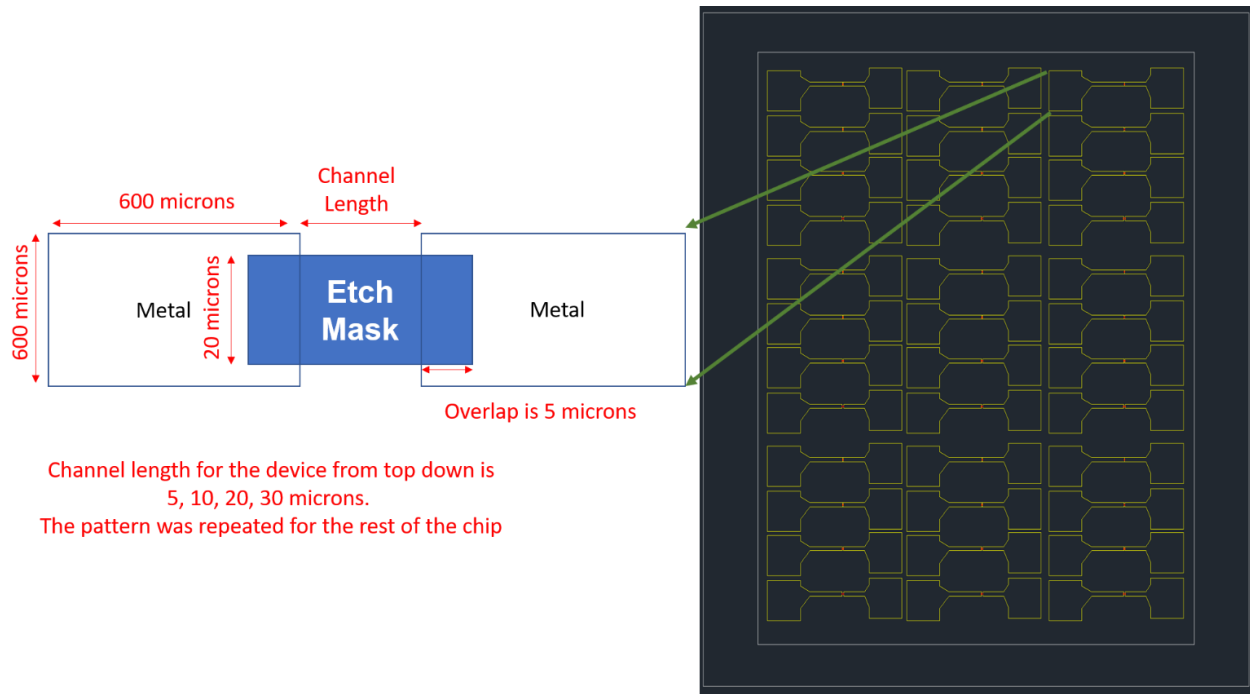 600 microns
Channel
Length
600 microns
20 microns
Metal
Etch
Mask
Metal
Overlap is 5 microns
Channel length for the device from top down is
5, 10, 20, 30 microns.
The pattern was repeated for the rest of the chip